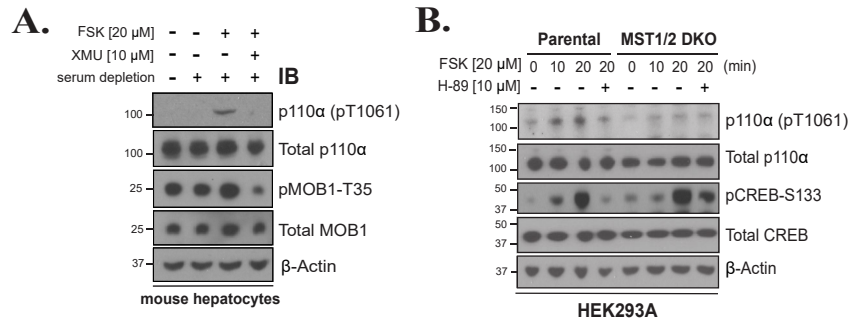 A.
FSK [20 µM] - - + +
XMU [10 µM] - - - +
serum depletion - + + + IB
100 p110α (pT1061)
100 Total p110α
25 pMOB1-T35
25 Total MOB1
37 β-Actin
mouse hepatocytes
B.
Parental MST1/2 DKO
FSK [20 µM] 0 10 20 20 0 10 20 20 (min)
H-89 [10 µM] - - - + - - - +
150
100 p110α (pT1061)
150
100 Total p110α
50
37 pCREB-S133
50
37 Total CREB
37 β-Actin
HEK293A